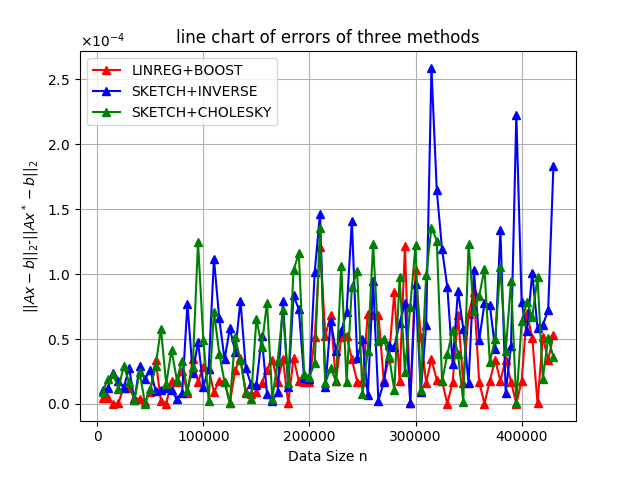 line chart of errors of three methods
×10⁻⁴
LINREG+BOOST
SKETCH+INVERSE
SKETCH+CHOLESKY
2.5
2.0
1.5
1.0
0.5
0.0
||Ax − b||₂-||Ax* − b||₂
0 100000 200000 300000 400000
Data Size n